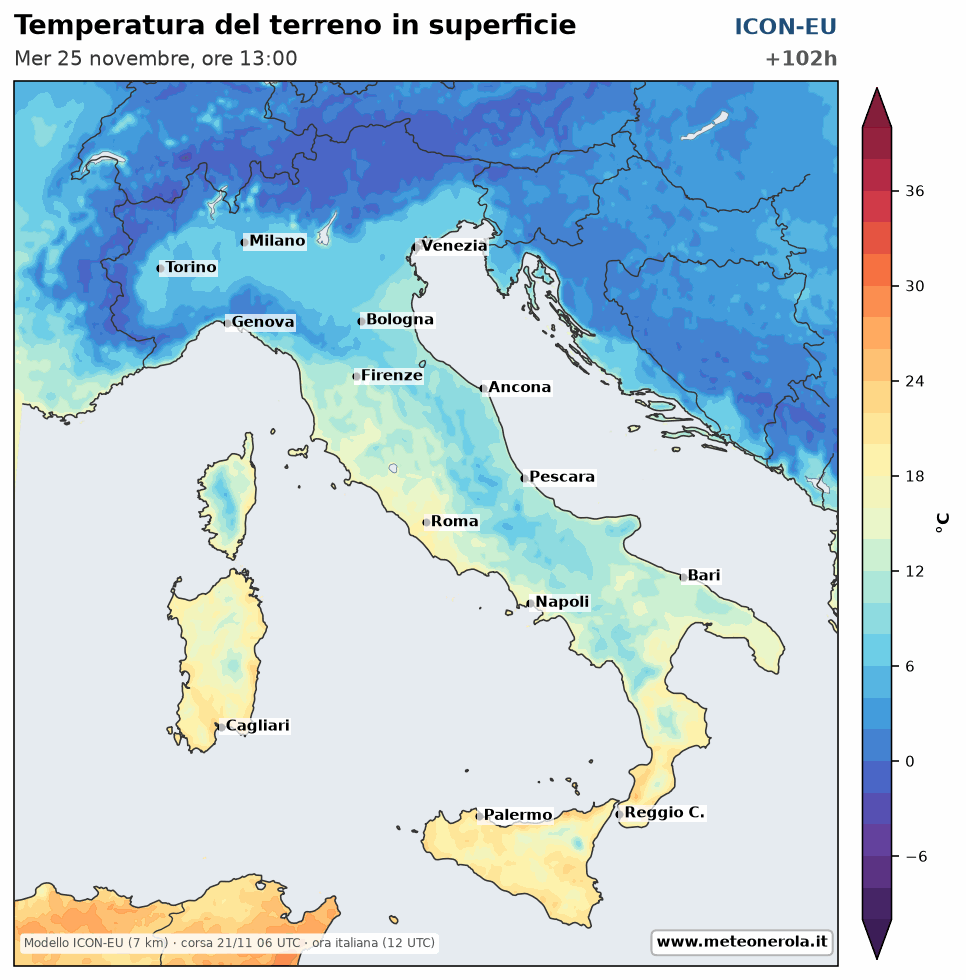 Temperatura del terreno in superficie
ICON-EU
Mer 25 novembre, ore 13:00
+102h
Milano
Venezia
Torino
Genova
Bologna
Firenze
Ancona
Pescara
Roma
Bari
Napoli
Cagliari
Palermo
Reggio C.
36
30
24
18
12
6
0
−6
°C
Modello ICON-EU (7 km) · corsa 21/11 06 UTC · ora italiana (12 UTC)
www.meteonerola.it